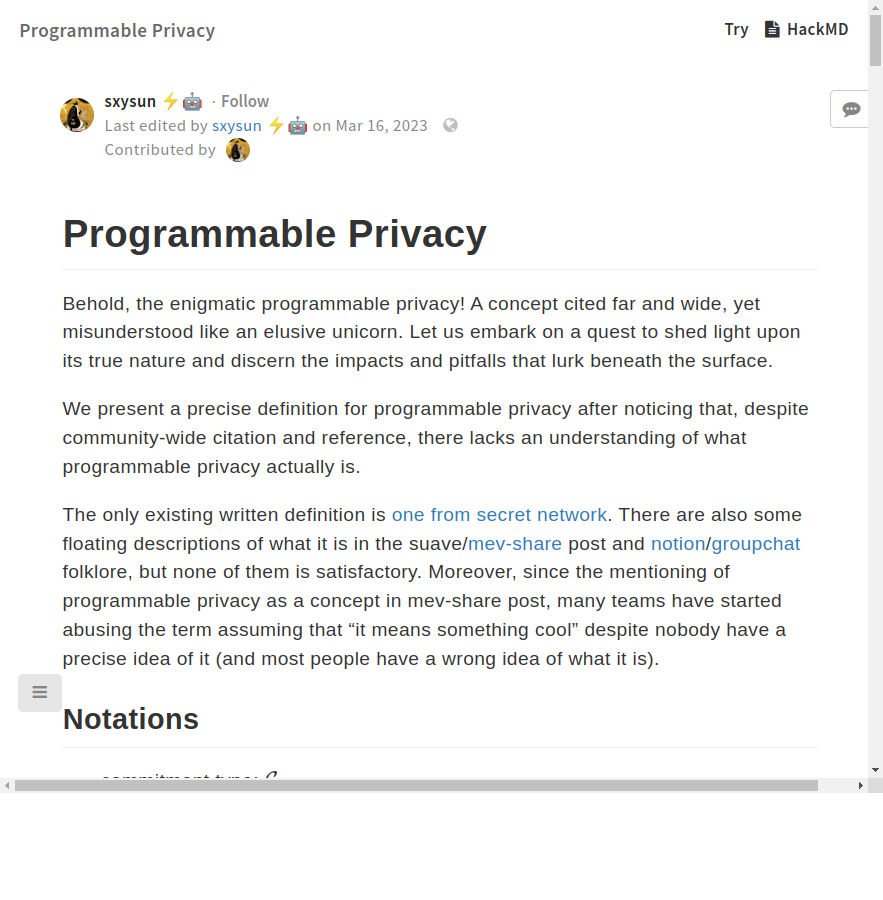 Programmable Privacy
Try HackMD
sxysun ⚡🤖 · Follow
Last edited by sxysun ⚡🤖 on Mar 16, 2023
Contributed by
Programmable Privacy
Behold, the enigmatic programmable privacy! A concept cited far and wide, yet
misunderstood like an elusive unicorn. Let us embark on a quest to shed light upon
its true nature and discern the impacts and pitfalls that lurk beneath the surface.
We present a precise definition for programmable privacy after noticing that, despite
community-wide citation and reference, there lacks an understanding of what
programmable privacy actually is.
The only existing written definition is one from secret network. There are also some
floating descriptions of what it is in the suave/mev-share post and notion/groupchat
folklore, but none of them is satisfactory. Moreover, since the mentioning of
programmable privacy as a concept in mev-share post, many teams have started
abusing the term assuming that “it means something cool” despite nobody have a
precise idea of it (and most people have a wrong idea of what it is).
Notations
commitment type: